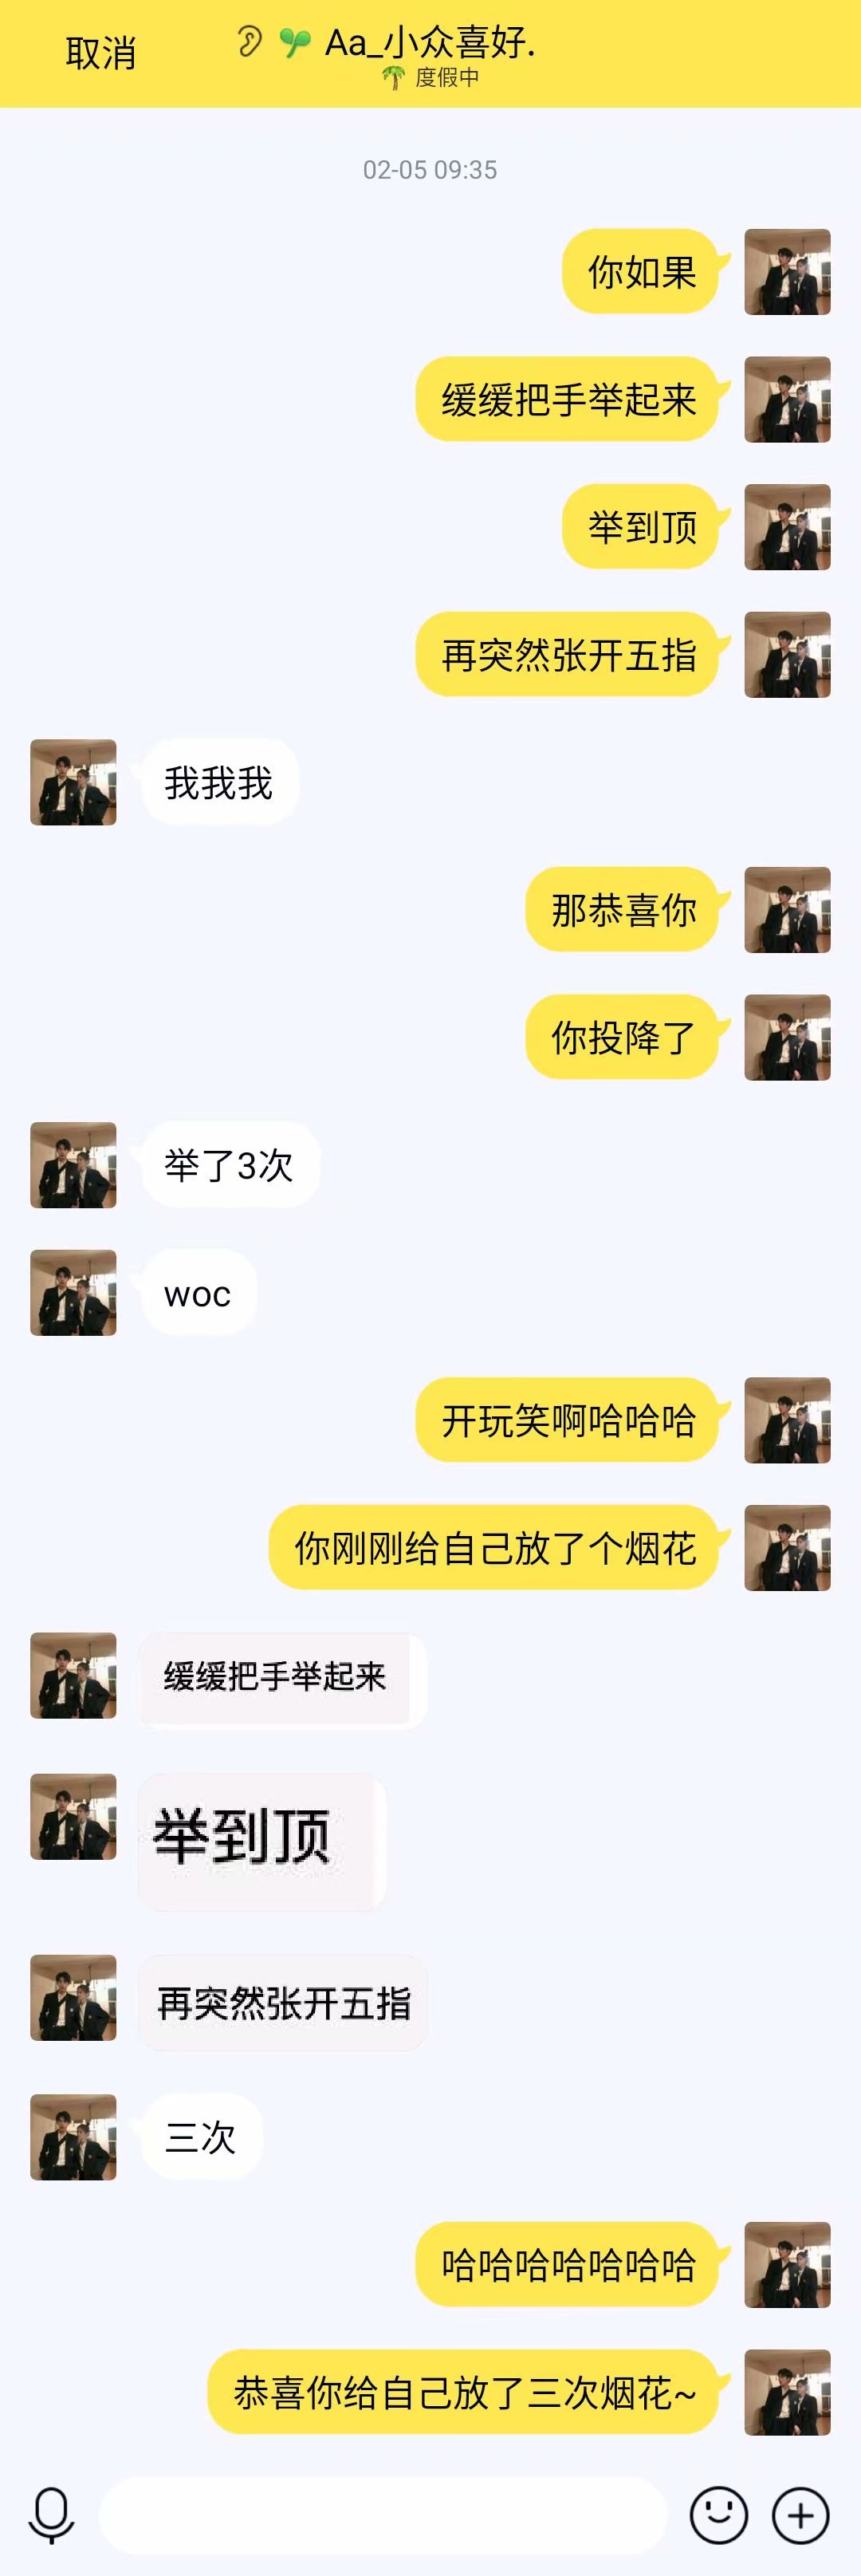 取消
Aa_小众喜好.
度假中
02-05 09:35
你如果
缓缓把手举起来
举到顶
再突然张开五指
我我我
那恭喜你
你投降了
举了3次
woc
开玩笑啊哈哈哈
你刚刚给自己放了个烟花
缓缓把手举起来
举到顶
再突然张开五指
三次
哈哈哈哈哈哈哈
恭喜你给自己放了三次烟花~